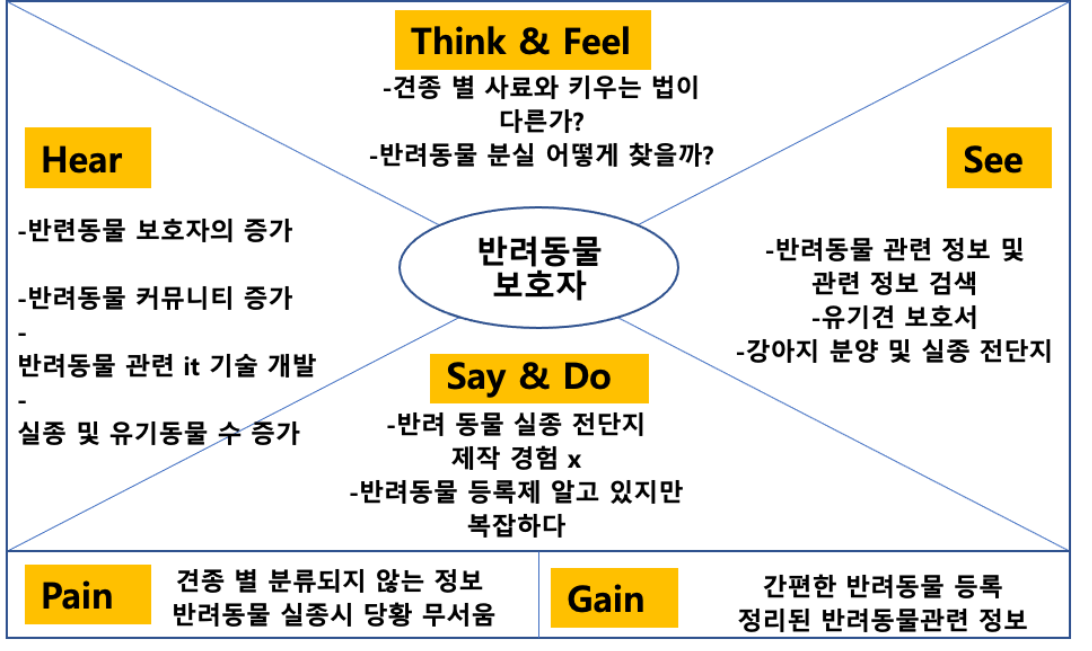 Think & Feel
-견종 별 사료와 키우는 법이
다른가?
-반려동물 분실 어떻게 찾을까?
Hear
-반련동물 보호자의 증가
-반려동물 커뮤니티 증가
-
반려동물 관련 it 기술 개발
-
실종 및 유기동물 수 증가
반려동물
보호자
See
-반려동물 관련 정보 및
관련 정보 검색
-유기견 보호서
-강아지 분양 및 실종 전단지
Say & Do
-반려 동물 실종 전단지
제작 경험 x
-반려동물 등록제 알고 있지만
복잡하다
Pain
견종 별 분류되지 않는 정보
반려동물 실종시 당황 무서움
Gain
간편한 반려동물 등록
정리된 반려동물관련 정보